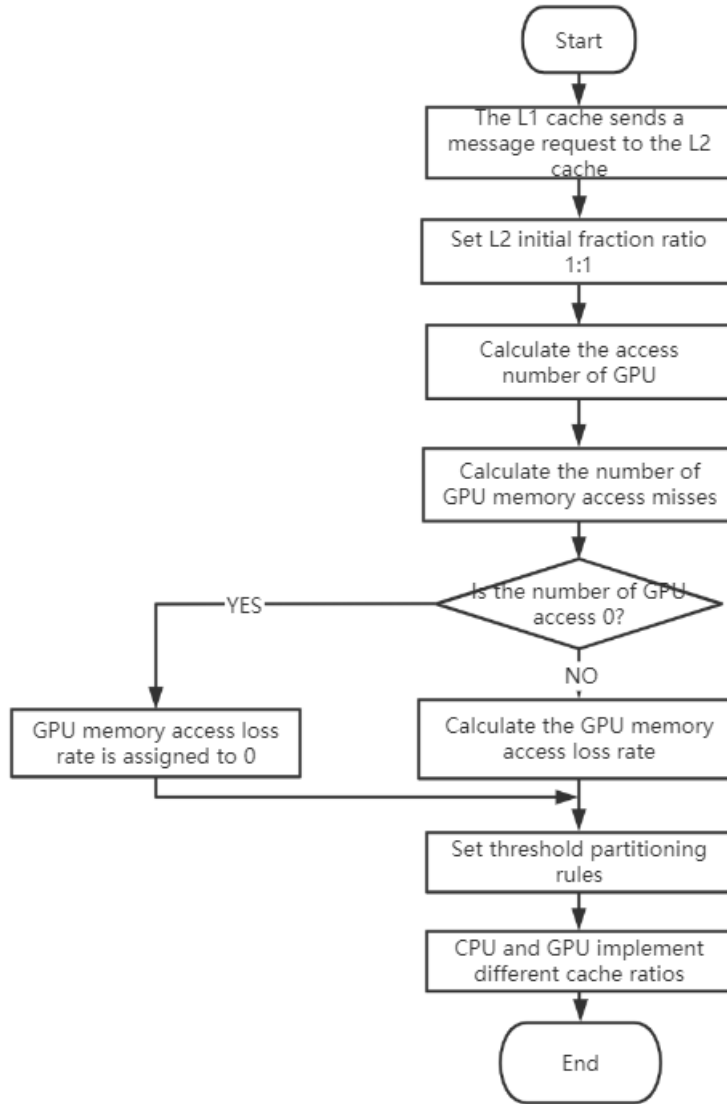 Start
The L1 cache sends a
message request to the L2
cache
Set L2 initial fraction ratio
1:1
Calculate the access
number of GPU
Calculate the number of
GPU memory access misses
Is the number of GPU
access 0?
YES
NO
GPU memory access loss
rate is assigned to 0
Calculate the GPU memory
access loss rate
Set threshold partitioning
rules
CPU and GPU implement
different cache ratios
End